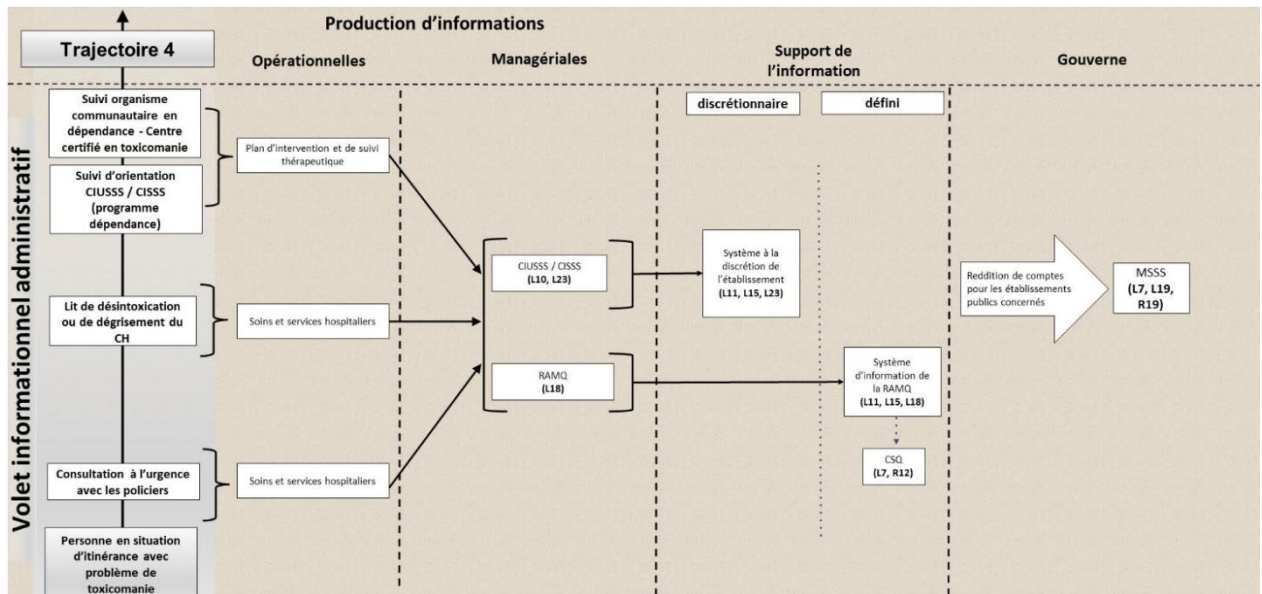 Production d’informations
Trajectoire 4
Opérationnelles
Managériales
Support de
l’information
Gouverne
discrétionnaire
défini
Volet informationnel administratif
Suivi organisme
communautaire en
dépendance - Centre
certifié en toxicomanie
Suivi d’orientation
CIUSSS / CISSS
(programme
dépendance)
Plan d’intervention et de suivi
thérapeutique
CIUSSS / CISSS
(L10, L23)
Système à la
discrétion de
l’établissement
(L11, L15, L23)
Reddition de comptes
pour les établissements
publics concernés
MSSS
(L7, L19,
R19)
Lit de désintoxication
ou de dégrisement du
CH
Soins et services hospitaliers
RAMQ
(L18)
Système
d’information de
la RAMQ
(L11, L15, L18)
CSQ
(L7, R12)
Consultation à l’urgence
avec les policiers
Soins et services hospitaliers
Personne en situation
d’itinérance avec
problème de
toxicomanie